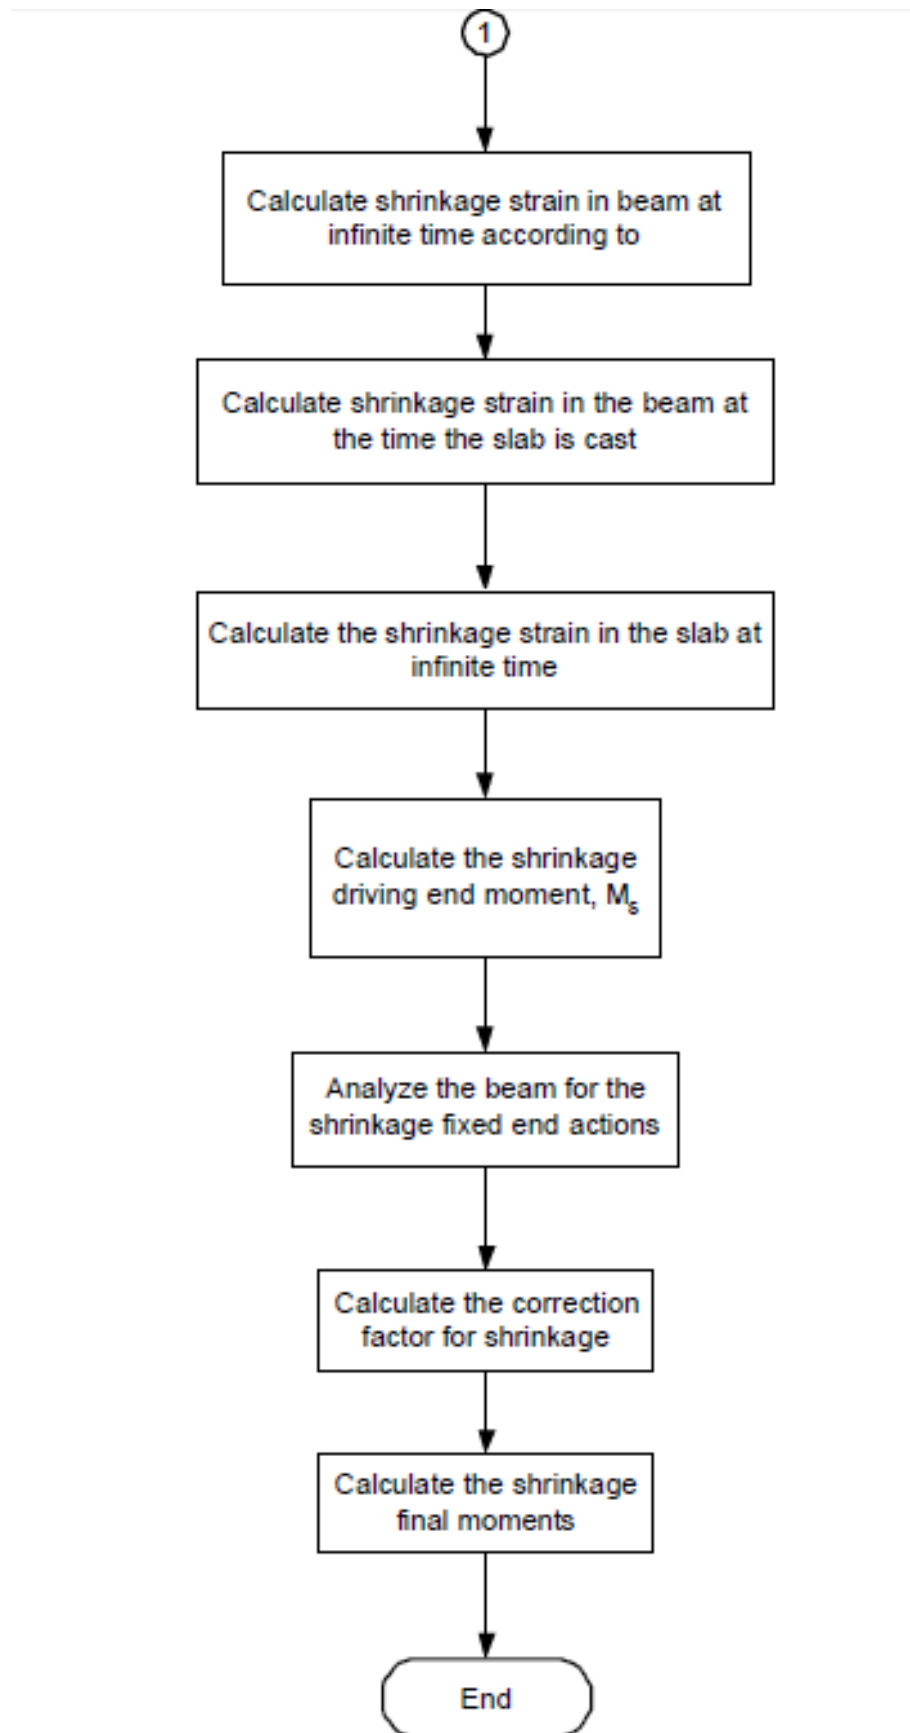 1
Calculate shrinkage strain in beam at
infinite time according to
Calculate shrinkage strain in the beam at
the time the slab is cast
Calculate the shrinkage strain in the slab at
infinite time
Calculate the shrinkage
driving end moment, Ms
Analyze the beam for the
shrinkage fixed end actions
Calculate the correction
factor for shrinkage
Calculate the shrinkage
final moments
End